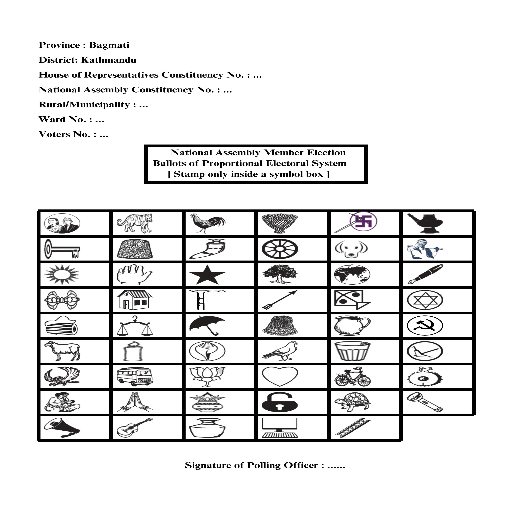 Province : Bagmati
District: Kathmandu
House of Representatives Constituency No. : ...
National Assembly Constituency No. : ...
Rural/Municipality : ...
Ward No. : ...
Voters No. : ...
National Assembly Member Election
Ballots of Proportional Electoral System
[ Stamp only inside a symbol box ]
Signature of Polling Officer : ......